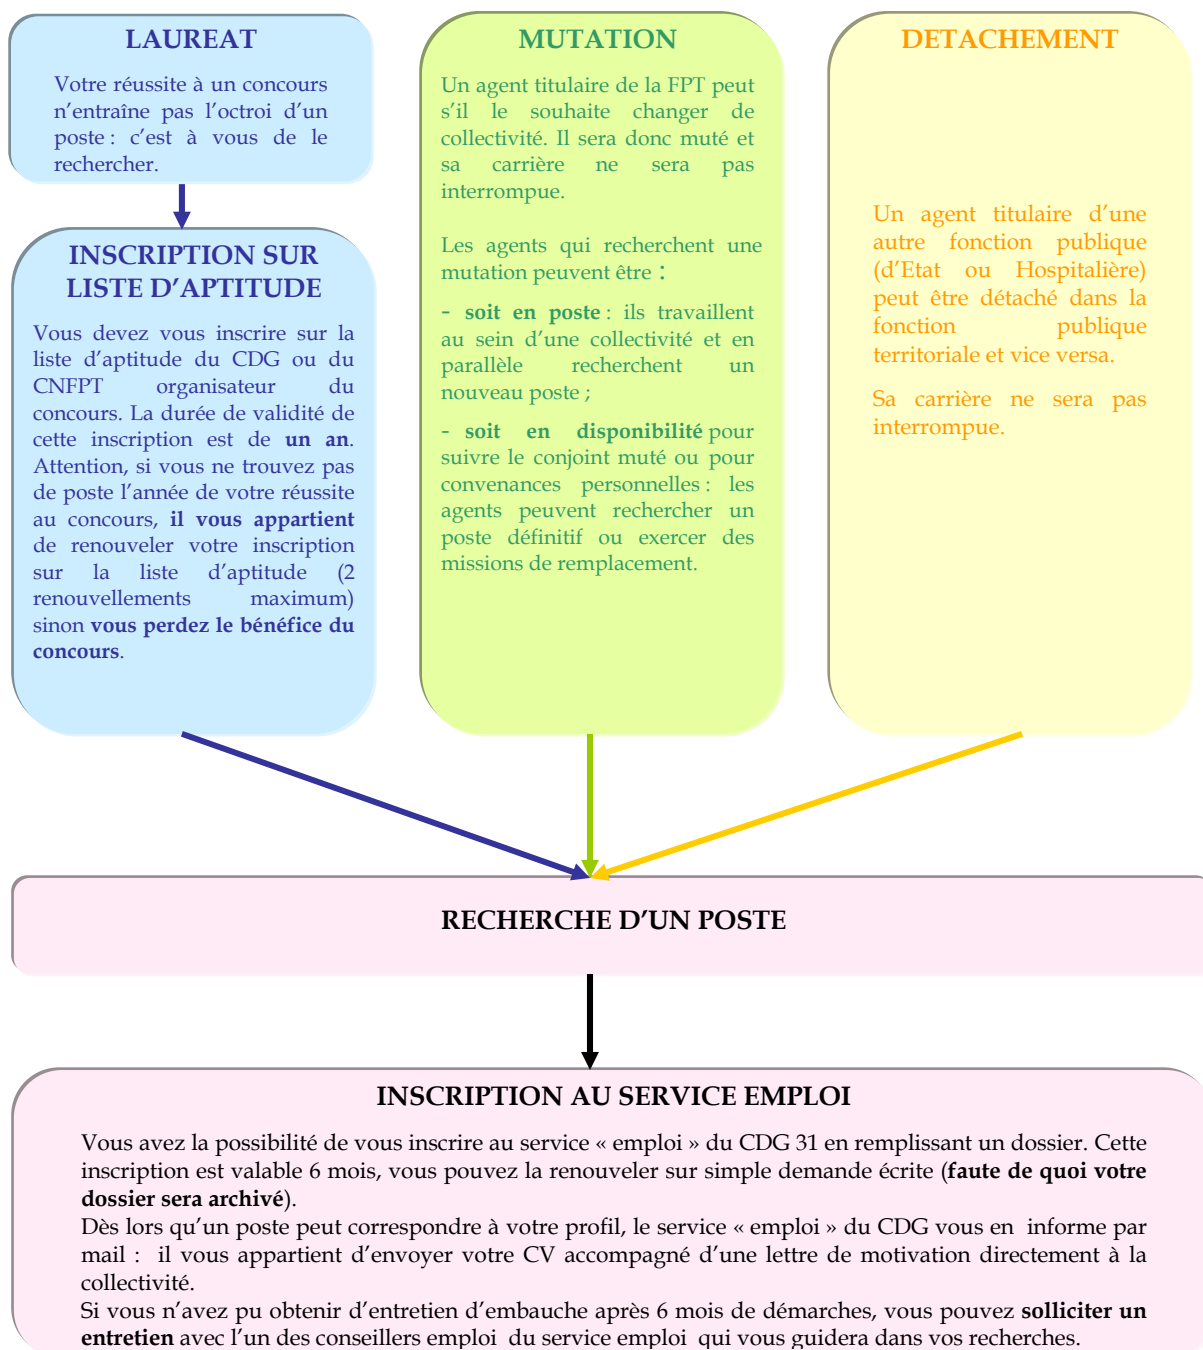 LAUREAT
Votre réussite à un concours
n’entraîne pas l’octroi d’un
poste : c’est à vous de le
rechercher.
INSCRIPTION SUR
LISTE D’APTITUDE
Vous devez vous inscrire sur la
liste d’aptitude du CDG ou du
CNFPT organisateur du
concours. La durée de validité de
cette inscription est de un an.
Attention, si vous ne trouvez pas
de poste l’année de votre réussite
au concours, il vous appartient
de renouveler votre inscription
sur la liste d’aptitude (2
renouvellements maximum)
sinon vous perdez le bénéfice du
concours.
MUTATION
Un agent titulaire de la FPT peut
s’il le souhaite changer de
collectivité. Il sera donc muté et
sa carrière ne sera pas
interrompue.
Les agents qui recherchent une
mutation peuvent être :
- soit en poste : ils travaillent
au sein d’une collectivité et en
parallèle recherchent un
nouveau poste ;
- soit en disponibilité pour
suivre le conjoint muté ou pour
convenances personnelles : les
agents peuvent rechercher un
poste définitif ou exercer des
missions de remplacement.
DETACHEMENT
Un agent titulaire d’une
autre fonction publique
(d’Etat ou Hospitalière)
peut être détaché dans la
fonction publique
territoriale et vice versa.
Sa carrière ne sera pas
interrompue.
RECHERCHE D’UN POSTE
INSCRIPTION AU SERVICE EMPLOI
Vous avez la possibilité de vous inscrire au service « emploi » du CDG 31 en remplissant un dossier. Cette
inscription est valable 6 mois, vous pouvez la renouveler sur simple demande écrite (faute de quoi votre
dossier sera archivé).
Dès lors qu’un poste peut correspondre à votre profil, le service « emploi » du CDG vous en informe par
mail : il vous appartient d’envoyer votre CV accompagné d’une lettre de motivation directement à la
collectivité.
Si vous n’avez pu obtenir d’entretien d’embauche après 6 mois de démarches, vous pouvez solliciter un
entretien avec l’un des conseillers emploi du service emploi qui vous guidera dans vos recherches.